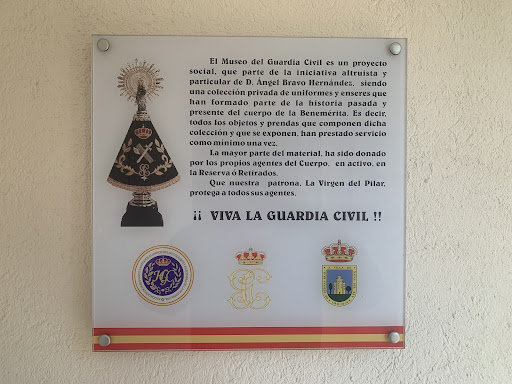 El Museo del Guardia Civil es un proyecto
social, que parte de la iniciativa altruista y
particular de D. Ángel Bravo Hernández, siendo
una colección privada de uniformes y enseres que
han formado parte de la historia pasada y
presente del cuerpo de la Benemérita. Es decir,
todos los objetos y prendas que componen dicha
colección y que se exponen, han prestado servicio
como mínimo una vez.
La mayor parte del material, ha sido donado
por los propios agentes del Cuerpo, en activo, en
la Reserva ó Retirados.
Que nuestra patrona, La Virgen del Pilar,
protega a todos sus agentes.
¡¡ VIVA LA GUARDIA CIVIL !!